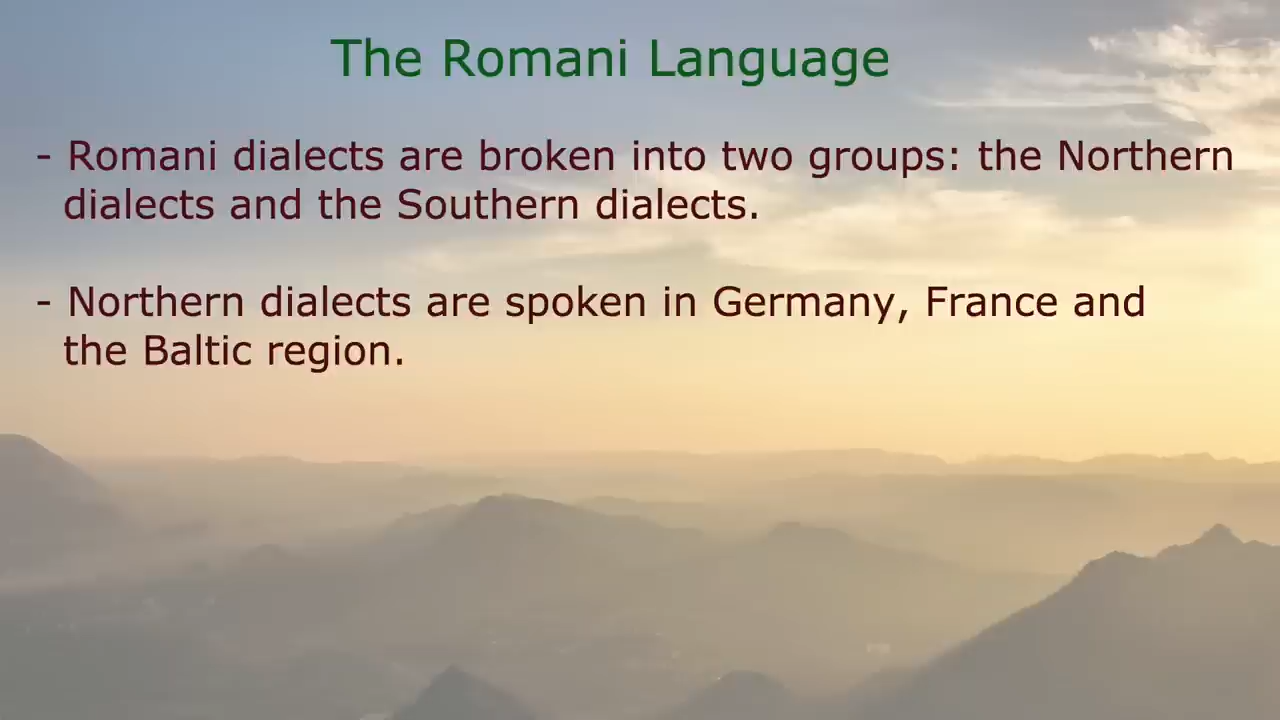 The Romani Language
- Romani dialects are broken into two groups: the Northern
dialects and the Southern dialects.
- Northern dialects are spoken in Germany, France and
the Baltic region.